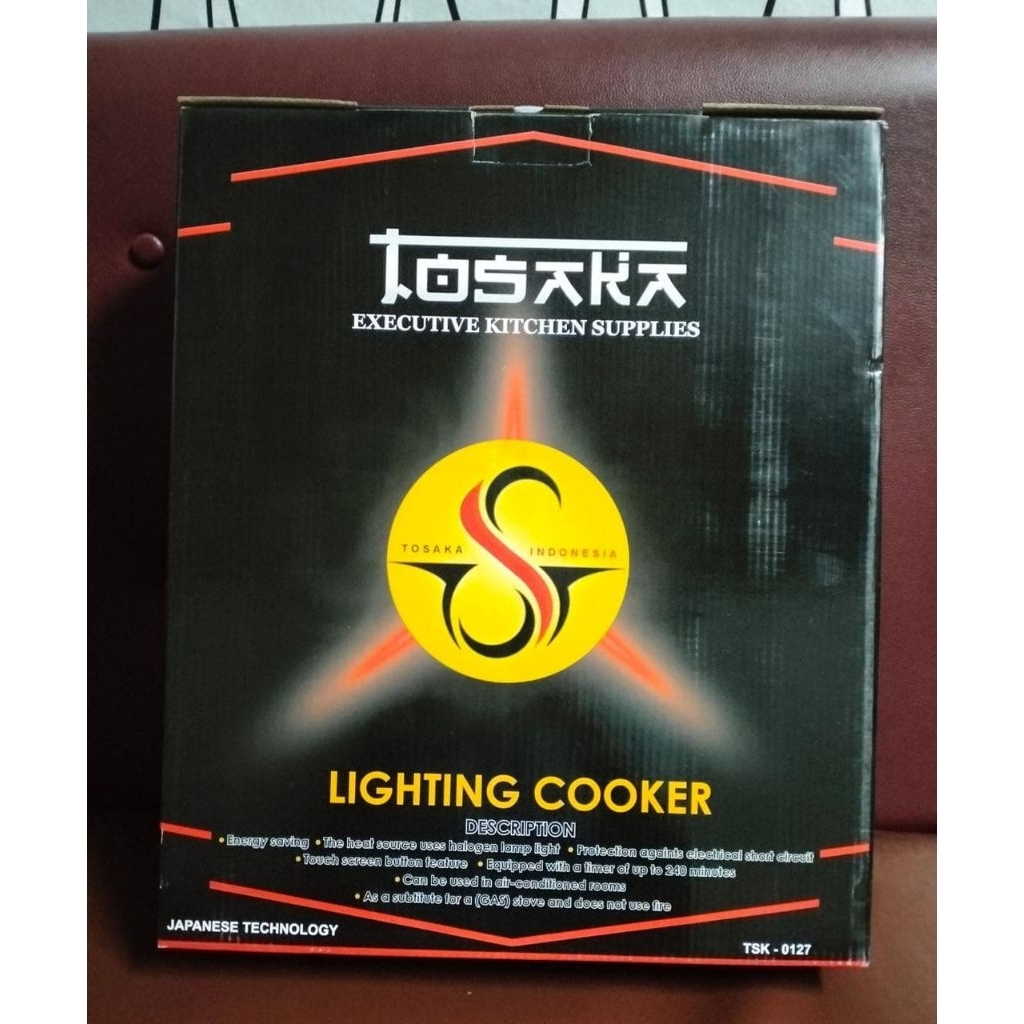 TOSAKA
EXECUTIVE KITCHEN SUPPLIES
TOSAKA INDONESIA
LIGHTING COOKER
DESCRIPTION
• Energy saving • The heat source uses halogen lamp light • Protection againts electrical short circuit
• Touch screen button feature • Equipped with a timer of up to 240 minutes
• Can be used in air-conditioned rooms
• As a subtitute for a (GAS) stove and does not use fire
JAPANESE TECHNOLOGY
TSK - 0127